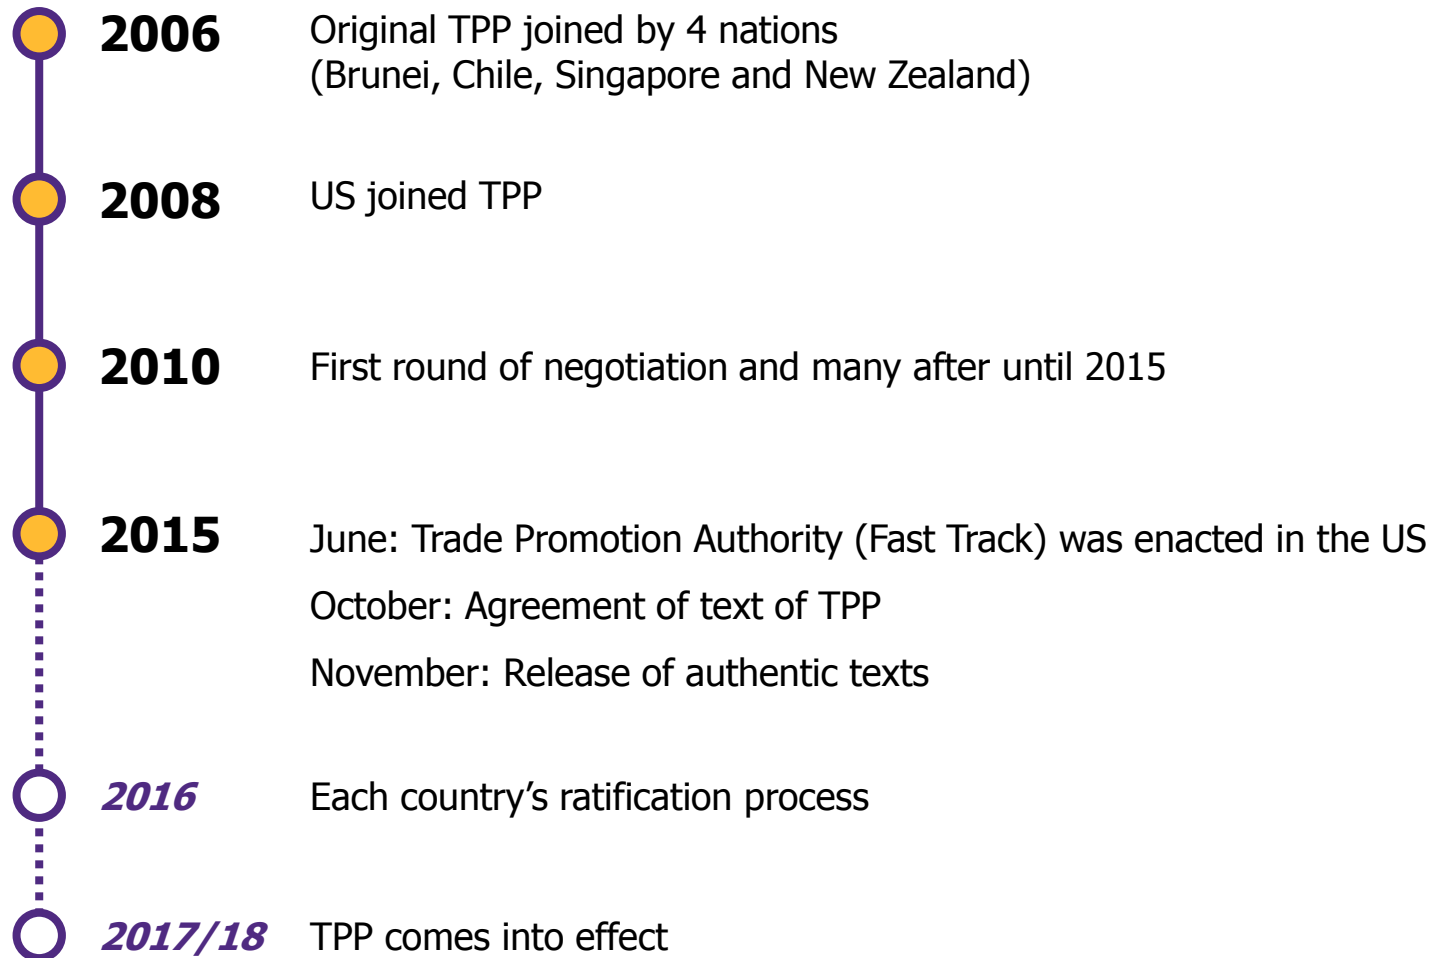 2006 Original TPP joined by 4 nations
(Brunei, Chile, Singapore and New Zealand)
2008 US joined TPP
2010 First round of negotiation and many after until 2015
2015 June: Trade Promotion Authority (Fast Track) was enacted in the US
October: Agreement of text of TPP
November: Release of authentic texts
2016 Each country’s ratification process
2017/18 TPP comes into effect